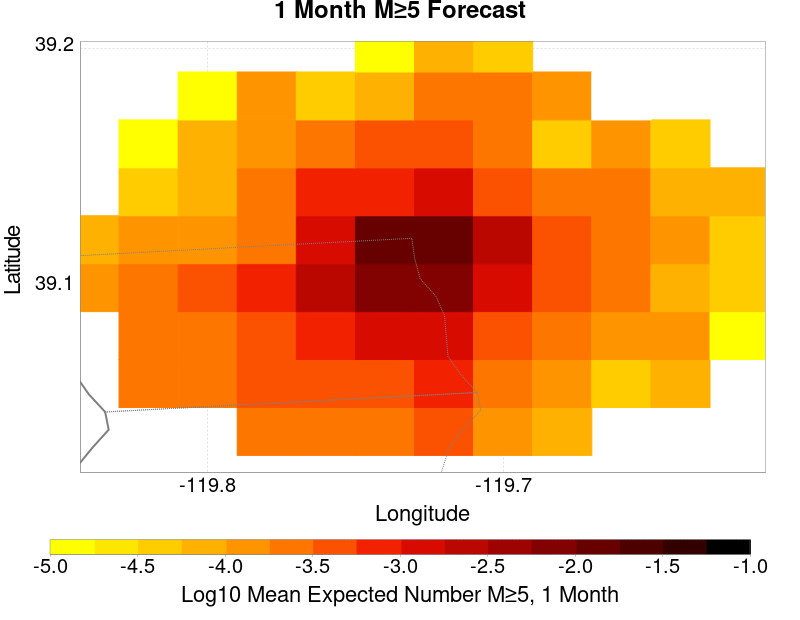 1 Month M≥5 Forecast
39.2
39.1
Latitude
-119.8 -119.7
Longitude
-5.0 -4.5 -4.0 -3.5 -3.0 -2.5 -2.0 -1.5 -1.0
Log10 Mean Expected Number M≥5, 1 Month